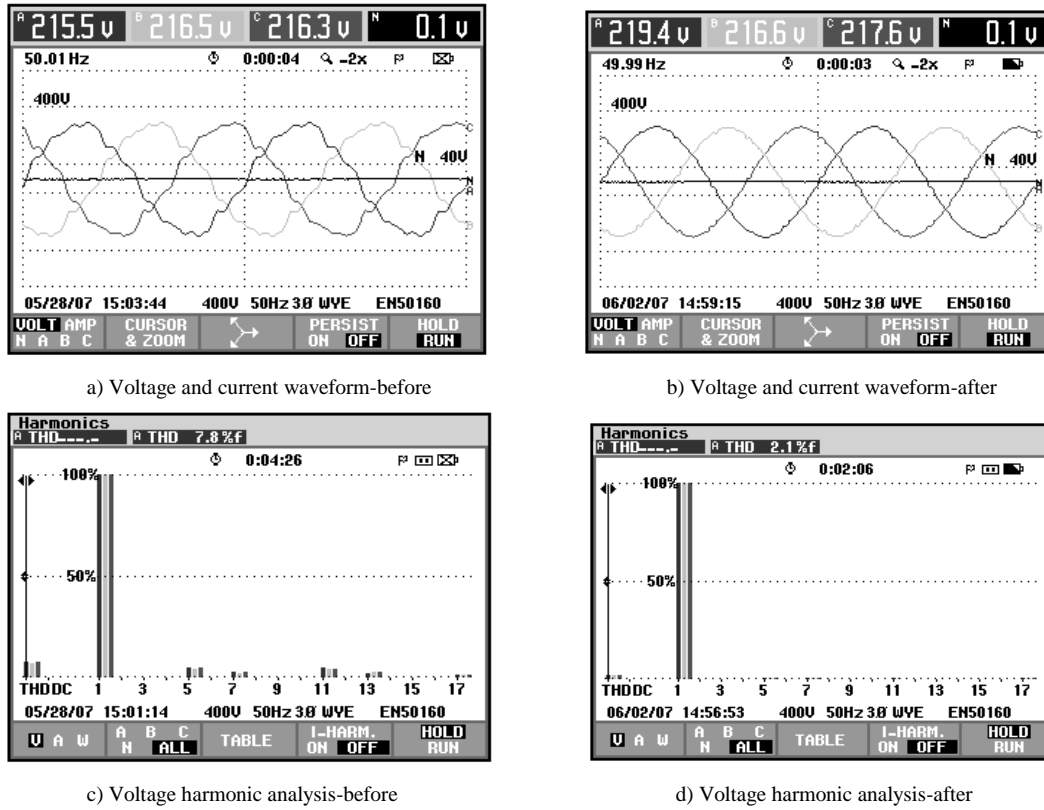 A 215.5 V B 216.5 V C 216.3 V N 0.1 V
50.01 Hz 0:00:04 -2x
400V
C
N 40V
N
A
B
05/28/07 15:03:44 400V 50Hz 3Ø WYE EN50160
VOLT AMP CURSOR PERSIST HOLD
N A B C & ZOOM ON OFF RUN
a) Voltage and current waveform-before
A 219.4 V B 216.6 V C 217.6 V N 0.1 V
49.99 Hz 0:00:03 -2x
400V
C
N 40V
N
A
B
06/02/07 14:59:15 400V 50Hz 3Ø WYE EN50160
VOLT AMP CURSOR PERSIST HOLD
N A B C & ZOOM ON OFF RUN
b) Voltage and current waveform-after
Harmonics
A THD---.- A THD 7.8%f
0:04:26
100%
50%
THD DC 1 3 5 7 9 11 13 15 17
05/28/07 15:01:14 400V 50Hz 3Ø WYE EN50160
V A W A B C TABLE I-HARM. HOLD
N ALL ON OFF RUN
c) Voltage harmonic analysis-before
Harmonics
A THD---.- A THD 2.1%f
0:02:06
100%
50%
THD DC 1 3 5 7 9 11 13 15 17
06/02/07 14:56:53 400V 50Hz 3Ø WYE EN50160
V A W A B C TABLE I-HARM. HOLD
N ALL ON OFF RUN
d) Voltage harmonic analysis-after